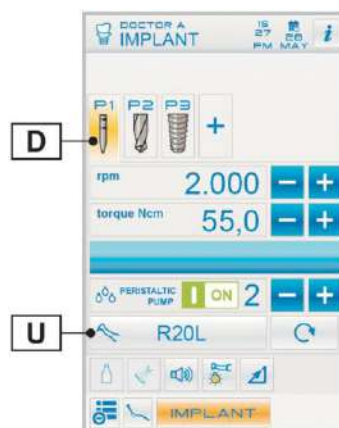 DOCTOR A
IMPLANT
15
27
PM
28
MAY
i
P1
P2
P3
+
D
rpm
2.000
- +
torque Ncm
55,0
- +
PERISTALTIC
PUMP
I ON
2
- +
U
R20L
IMPLANT